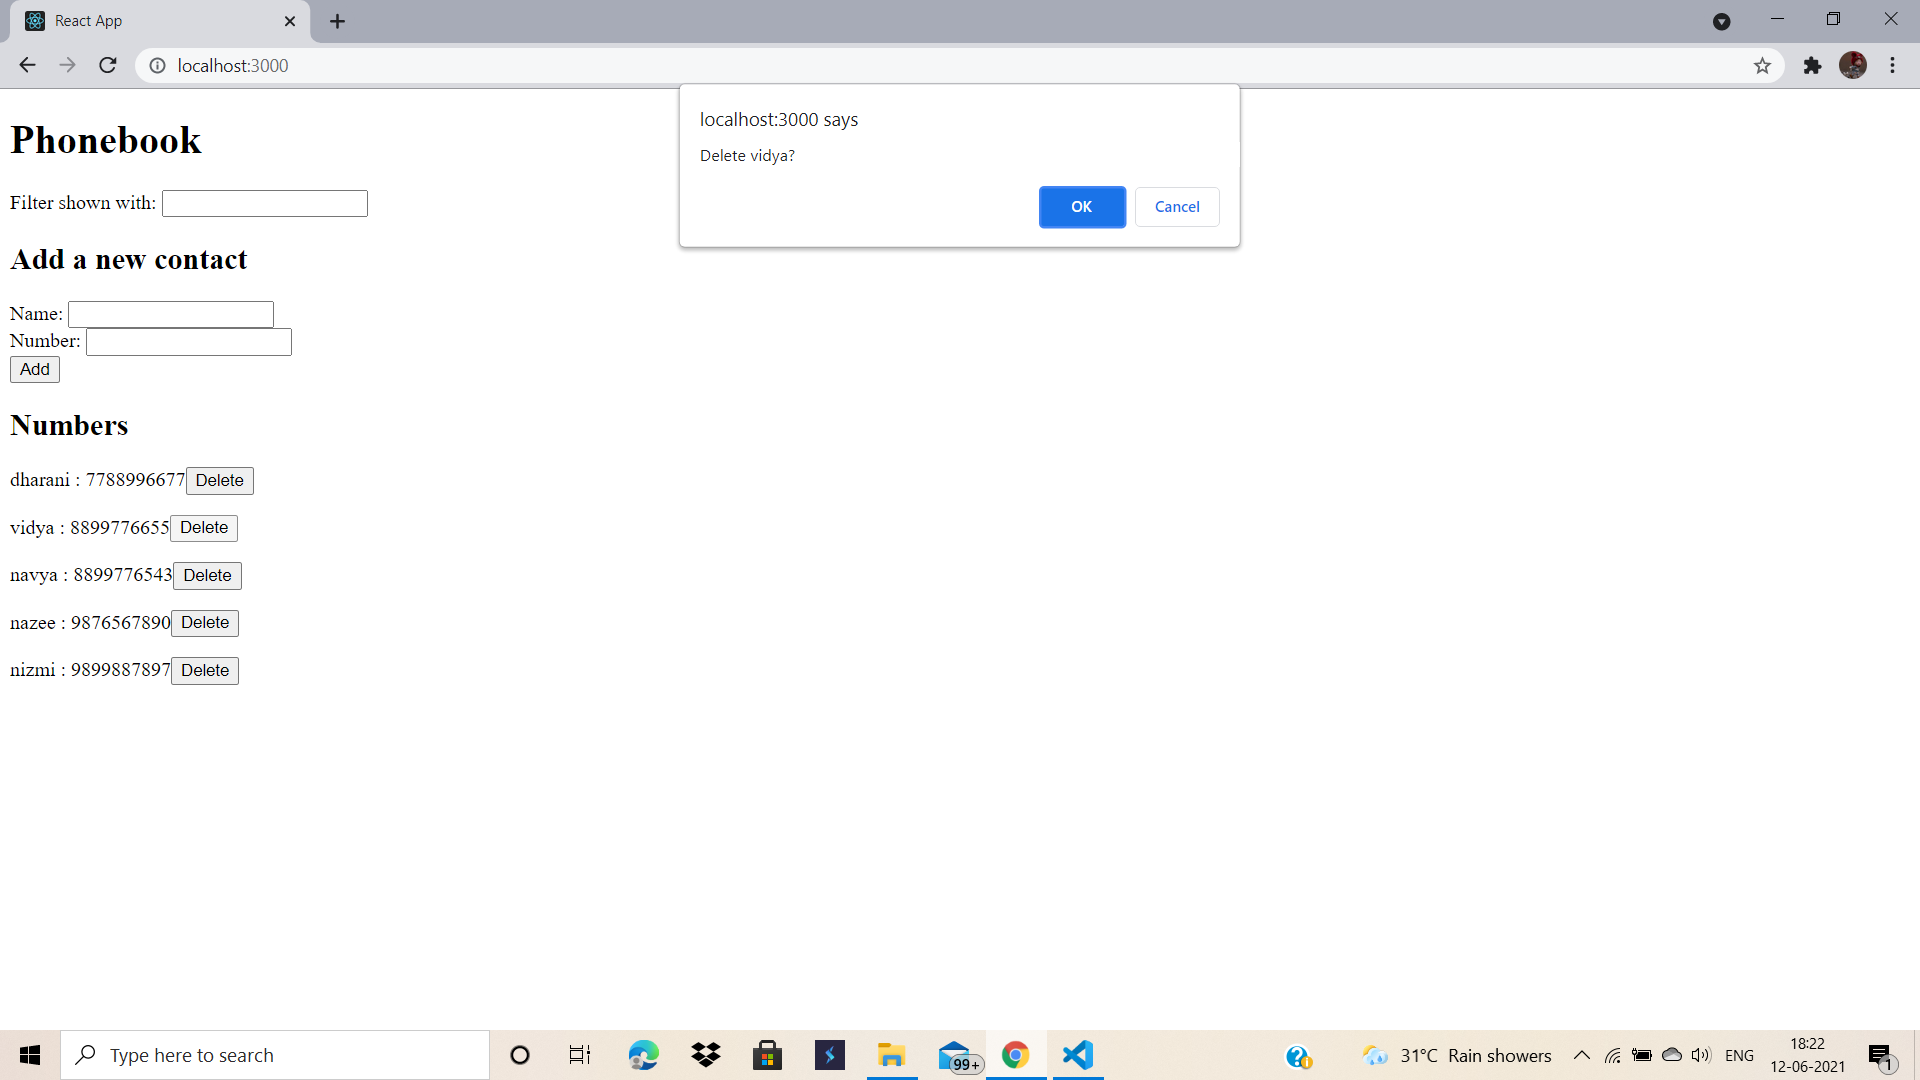 React App
localhost:3000
localhost:3000 says
Delete vidya?
OK Cancel
Phonebook
Filter shown with:
Add a new contact
Name:
Number:
Add
Numbers
dharani : 7788996677 Delete
vidya : 8899776655 Delete
navya : 8899776543 Delete
nazee : 9876567890 Delete
nizmi : 9899887897 Delete
Type here to search
99+
31°C Rain showers
ENG
18:22
12-06-2021
1